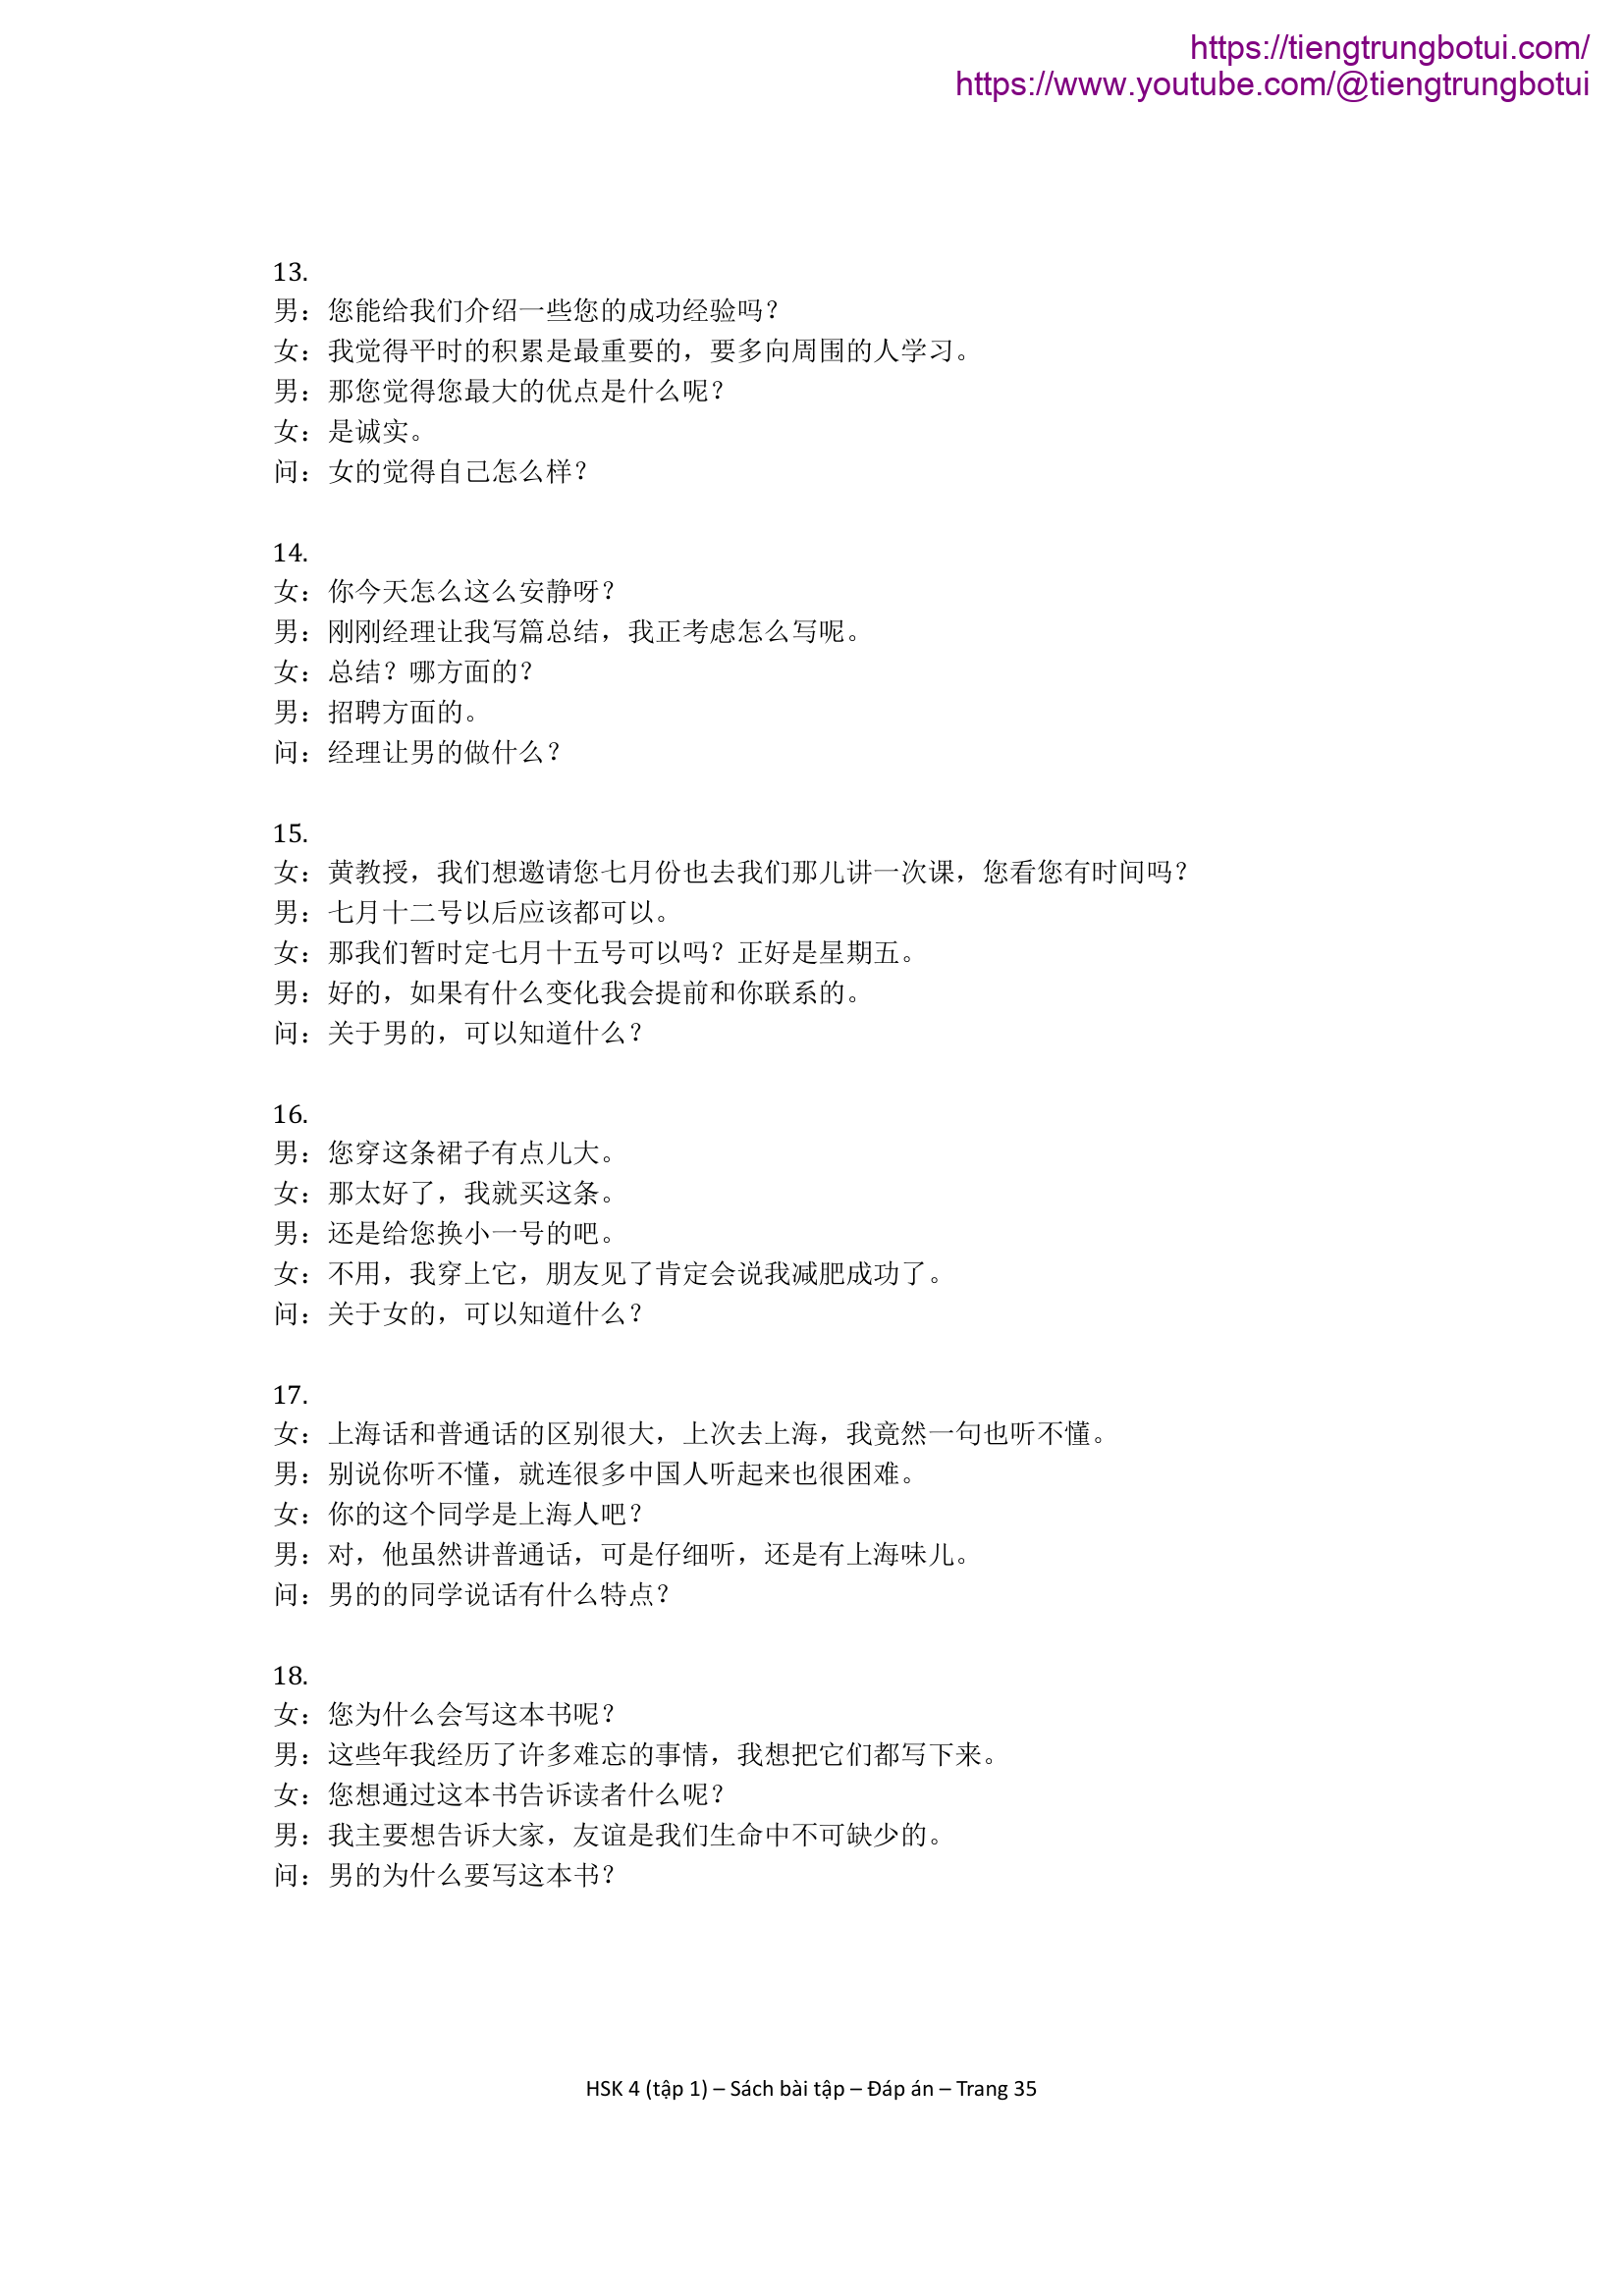 https://tiengtrungbotui.com/
https://www.youtube.com/@tiengtrungbotui
13.
男：您能给我们介绍一些您的成功经验吗？
女：我觉得平时的积累是最重要的，要多向周围的人学习。
男：那您觉得您最大的优点是什么呢？
女：是诚实。
问：女的觉得自己怎么样？
14.
女：你今天怎么这么安静呀？
男：刚刚经理让我写篇总结，我正考虑怎么写呢。
女：总结？哪方面的？
男：招聘方面的。
问：经理让男的做什么？
15.
女：黄教授，我们想邀请您七月份也去我们那儿讲一次课，您看您有时间吗？
男：七月十二号以后应该都可以。
女：那我们暂时定七月十五号可以吗？正好是星期五。
男：好的，如果有什么变化我会提前和你联系的。
问：关于男的，可以知道什么？
16.
男：您穿这条裙子有点儿大。
女：那太好了，我就买这条。
男：还是给您换小一号的吧。
女：不用，我穿上它，朋友见了肯定会说我减肥成功了。
问：关于女的，可以知道什么？
17.
女：上海话和普通话的区别很大，上次去上海，我竟然一句也听不懂。
男：别说你听不懂，就连很多中国人听起来也很困难。
女：你的这个同学是上海人吧？
男：对，他虽然讲普通话，可是仔细听，还是有上海味儿。
问：男的的同学说话有什么特点？
18.
女：您为什么会写这本书呢？
男：这些年我经历了许多难忘的事情，我想把它们都写下来。
女：您想通过这本书告诉读者什么呢？
男：我主要想告诉大家，友谊是我们生命中不可缺少的。
问：男的为什么要写这本书？
HSK 4 (tập 1) – Sách bài tập – Đáp án – Trang 35